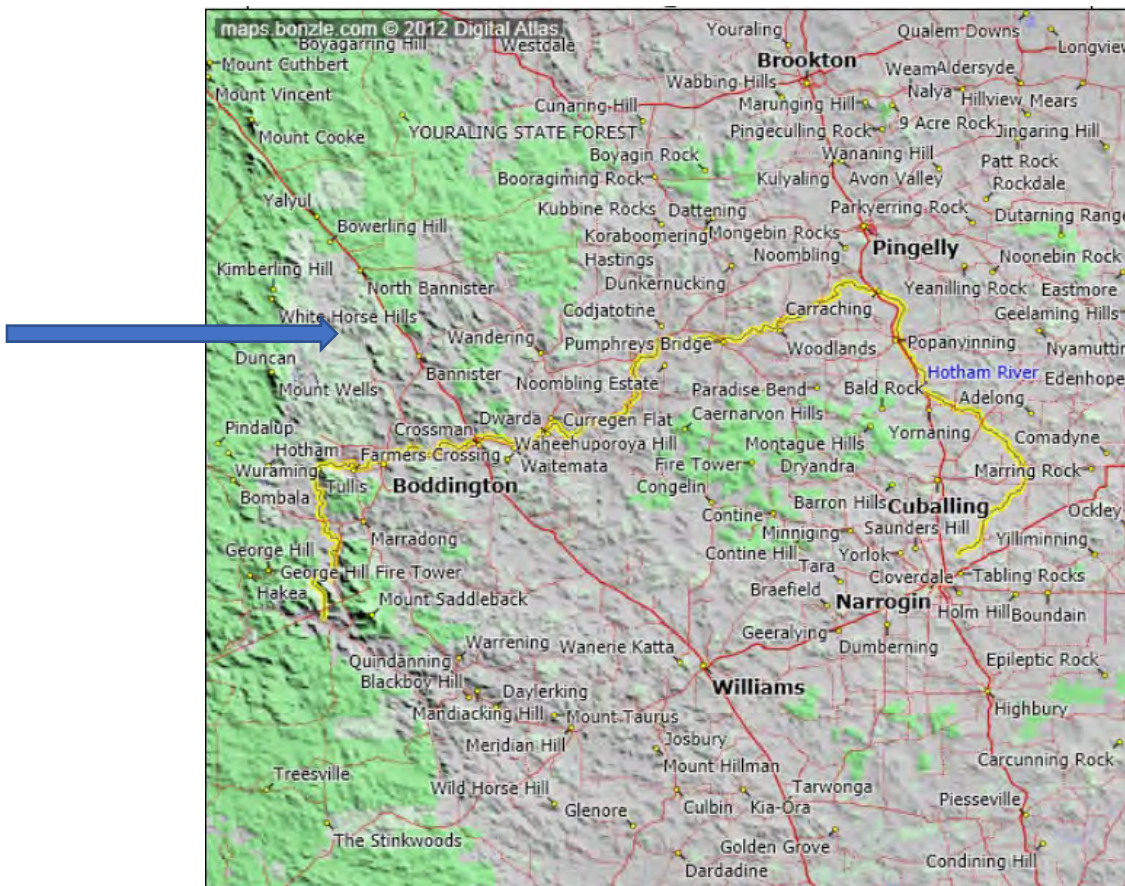 maps.bonzle.com © 2012 Digital Atlas
Boyagarring Hill
Westdale
Youraling
Qualem Downs
Longview
Mount Cuthbert
Brookton
Weam
Aldersyde
Wabbing Hills
Mount Vincent
Cunaring Hill
Marunging Hill
Nalya
Hillview
Mears
Mount Cooke
YOURALING STATE FOREST
Pingeculling Rock
9 Acre Rock
Jingaring Hill
Boyagin Rock
Wananing Hill
Patt Rock
Booragiming Rock
Kulyaling
Avon Valley
Rockdale
Yalyul
Kubbine Rocks
Dattening
Parkyerring Rock
Dutarning Range
Bowerling Hill
Koraboomering
Mongebin Rocks
Pingelly
Hastings
Noombling
Noonebin Rock
Kimberling Hill
North Bannister
Dunkernucking
Yeanilling Rock
Eastmore
White Horse Hills
Codjatotine
Carraching
Geelaming Hills
Wandering
Pumphreys Bridge
Woodlands
Popanyinning
Nyamuttin
Duncan
Bannister
Hotham River
Edenhope
Mount Wells
Noombling Estate
Paradise Bend
Bald Rock
Adelong
Dwarda
Curregen Flat
Caernarvon Hills
Pindalup
Crossman
Waheehuporoya Hill
Montague Hills
Yornaning
Comadyne
Hotham
Farmers Crossing
Waitemata
Fire Tower
Dryandra
Marring Rock
Wuraming
Tullis
Boddington
Congelin
Barron Hills
Cuballing
Bombala
Contine
Saunders Hill
Ockley
Marradong
Minniging
Yilliminning
George Hill
Contine Hill
Yorlok
George Hill Fire Tower
Tara
Cloverdale
Tabling Rocks
Hakea
Mount Saddleback
Braefield
Narrogin
Holm Hill
Boundain
Warrening
Wanerie Katta
Geeralying
Dumberning
Quindanning
Epileptic Rock
Blackboy Hill
Daylerking
Williams
Mandiacking Hill
Mount Taurus
Highbury
Meridian Hill
Josbury
Mount Hillman
Carcunning Rock
Treesville
Wild Horse Hill
Tarwonga
Glenore
Culbin
Kia-Ora
Piesseville
The Stinkwoods
Golden Grove
Condining Hill
Dardadine